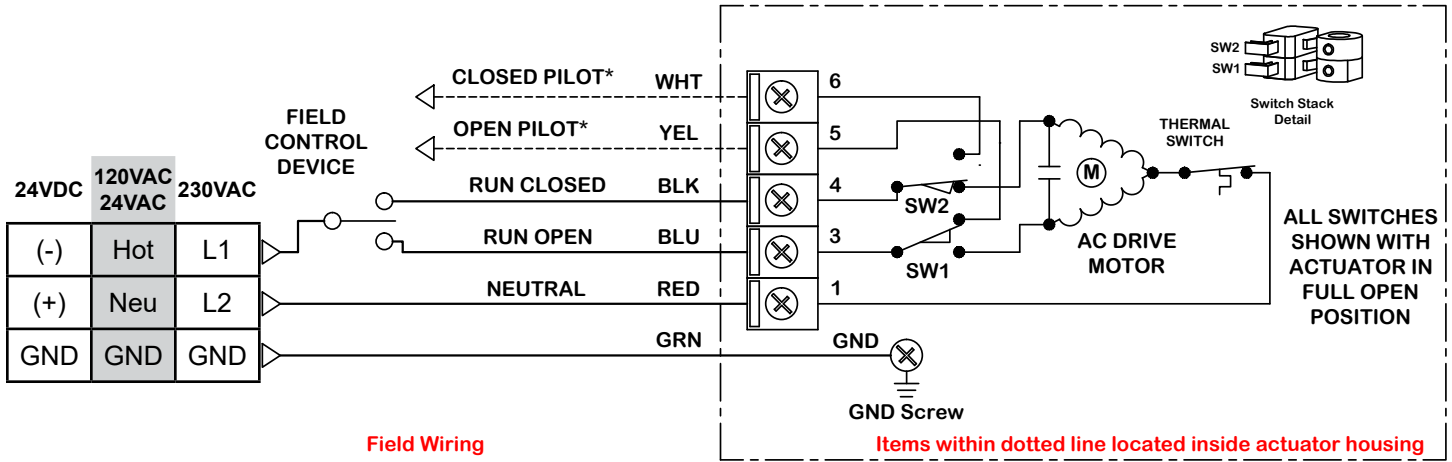 SW2
SW1
Switch Stack
Detail
CLOSED PILOT*
WHT
6
OPEN PILOT*
YEL
5
FIELD
CONTROL
DEVICE
THERMAL
SWITCH
24VDC
120VAC
24VAC
230VAC
RUN CLOSED
BLK
4
SW2
M
(-)
Hot
L1
RUN OPEN
BLU
3
SW1
AC DRIVE
MOTOR
ALL SWITCHES
SHOWN WITH
ACTUATOR IN
FULL OPEN
POSITION
(+)
Neu
L2
NEUTRAL
RED
1
GND
GND
GND
GRN
GND
GND Screw
Field Wiring
Items within dotted line located inside actuator housing